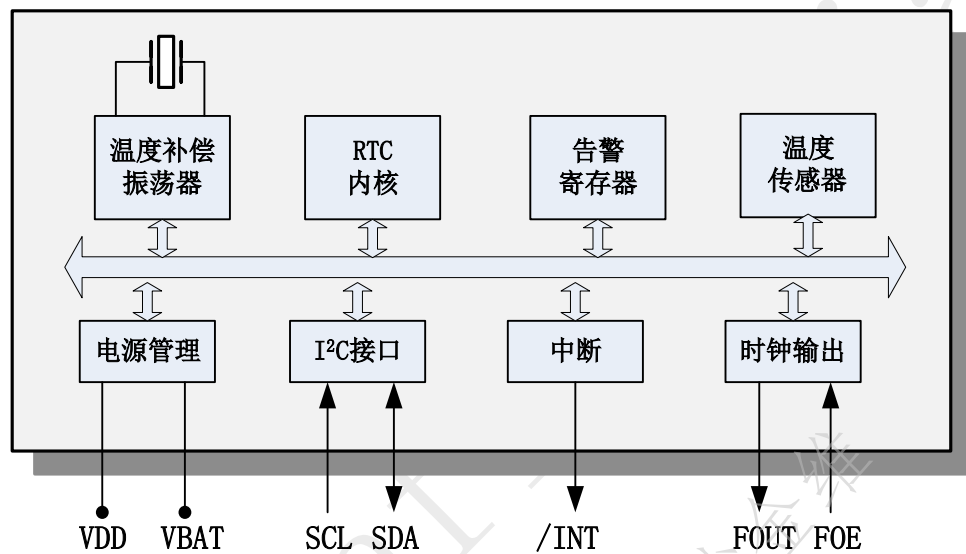 温度补偿
振荡器
RTC
内核
告警
寄存器
温度
传感器
电源管理
I²C接口
中断
时钟输出
VDD VBAT SCL SDA /INT FOUT FOE